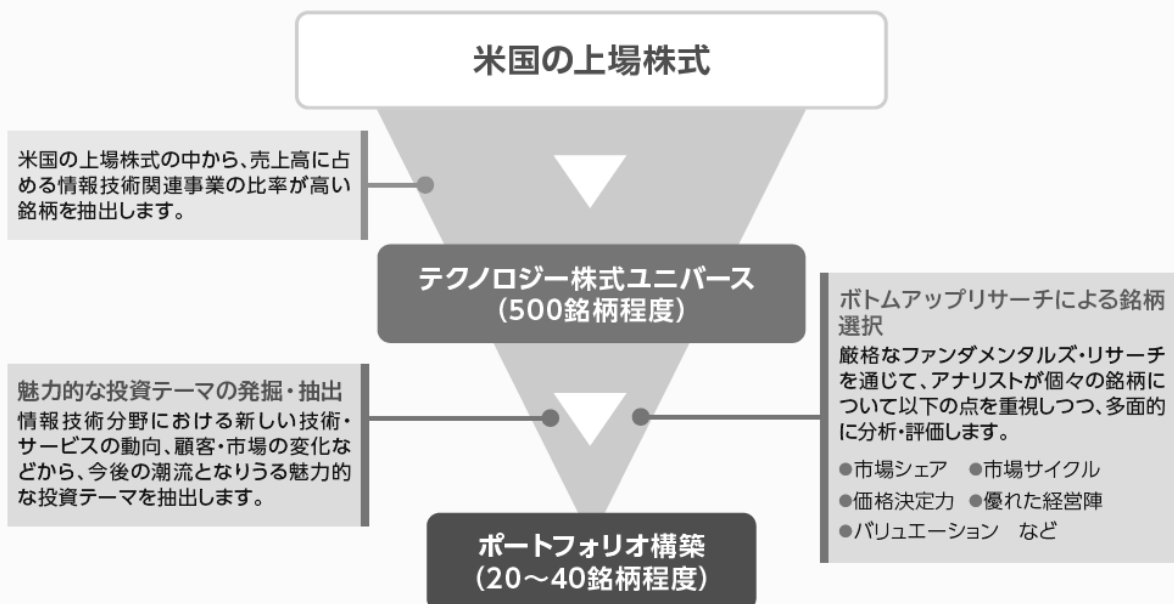 米国の上場株式
米国の上場株式の中から、売上高に占
める情報技術関連事業の比率が高い
銘柄を抽出します。
テクノロジー株式ユニバース
(500銘柄程度)
魅力的な投資テーマの発掘・抽出
情報技術分野における新しい技術・
サービスの動向、顧客・市場の変化な
どから、今後の潮流となりうる魅力的
な投資テーマを抽出します。
ボトムアップリサーチによる銘柄
選択
厳格なファンダメンタルズ・リサーチ
を通じて、アナリストが個々の銘柄に
ついて以下の点を重視しつつ、多面的
に分析・評価します。
●市場シェア ●市場サイクル
●価格決定力 ●優れた経営陣
●バリュエーション など
ポートフォリオ構築
(20～40銘柄程度)